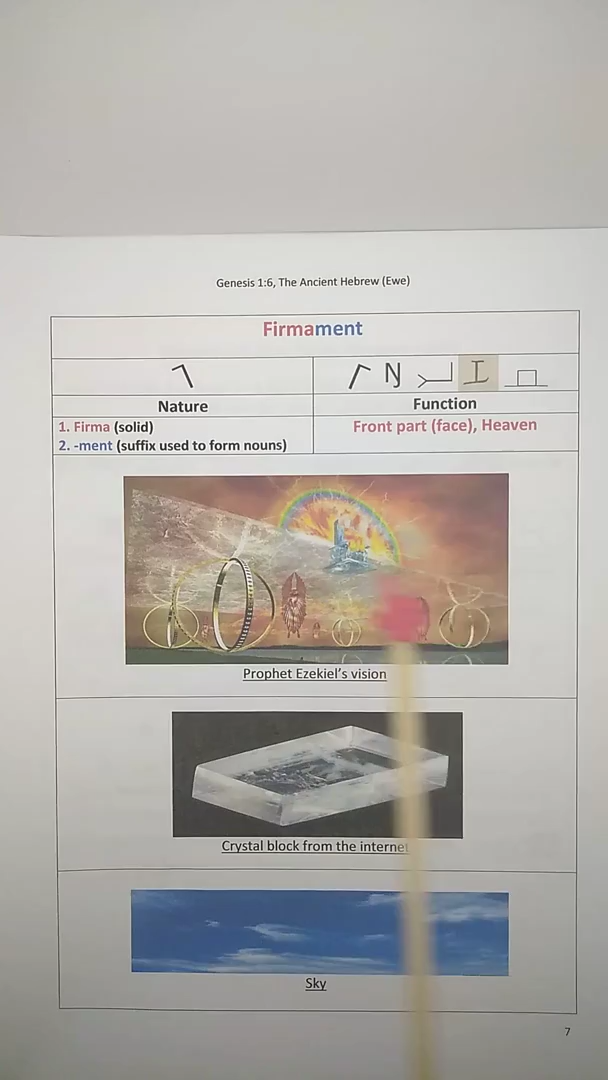 Genesis 1:6, The Ancient Hebrew (Ewe)
Firmament
Nature
Function
1. Firma (solid)
2. -ment (suffix used to form nouns)
Front part (face), Heaven
Prophet Ezekiel's vision
Crystal block from the internet
Sky
7